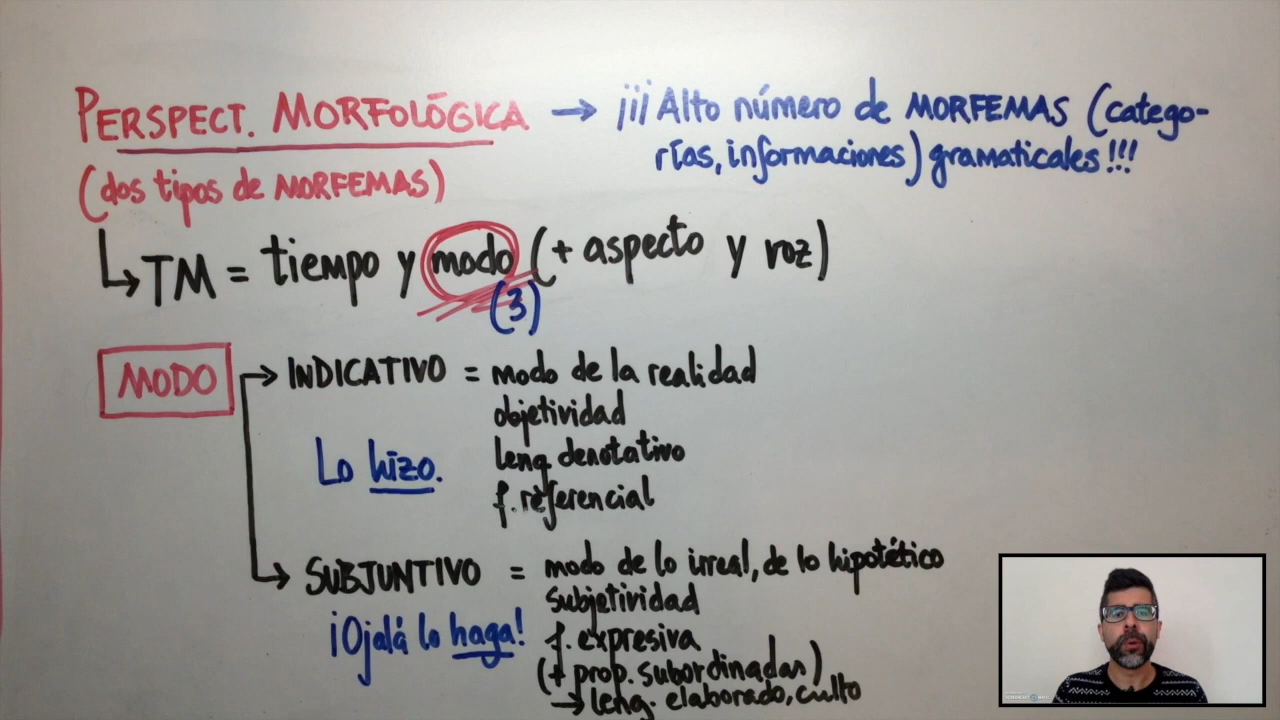 PERSPECT. MORFOLÓGICA → ¡¡¡Alto número de MORFEMAS (catego-
rías, informaciones) gramaticales!!!
(dos tipos de MORFEMAS)
↳ TM = tiempo y modo (+ aspecto y voz)
(3)
MODO → INDICATIVO = modo de la realidad
objetividad
Lo hizo. leng. denotativo
f. referencial
→ SUBJUNTIVO = modo de lo irreal, de lo hipotético
subjetividad
¡Ojalá lo haga! f. expresiva
(+ prop. subordinadas)
→ leng. elaborado, culto